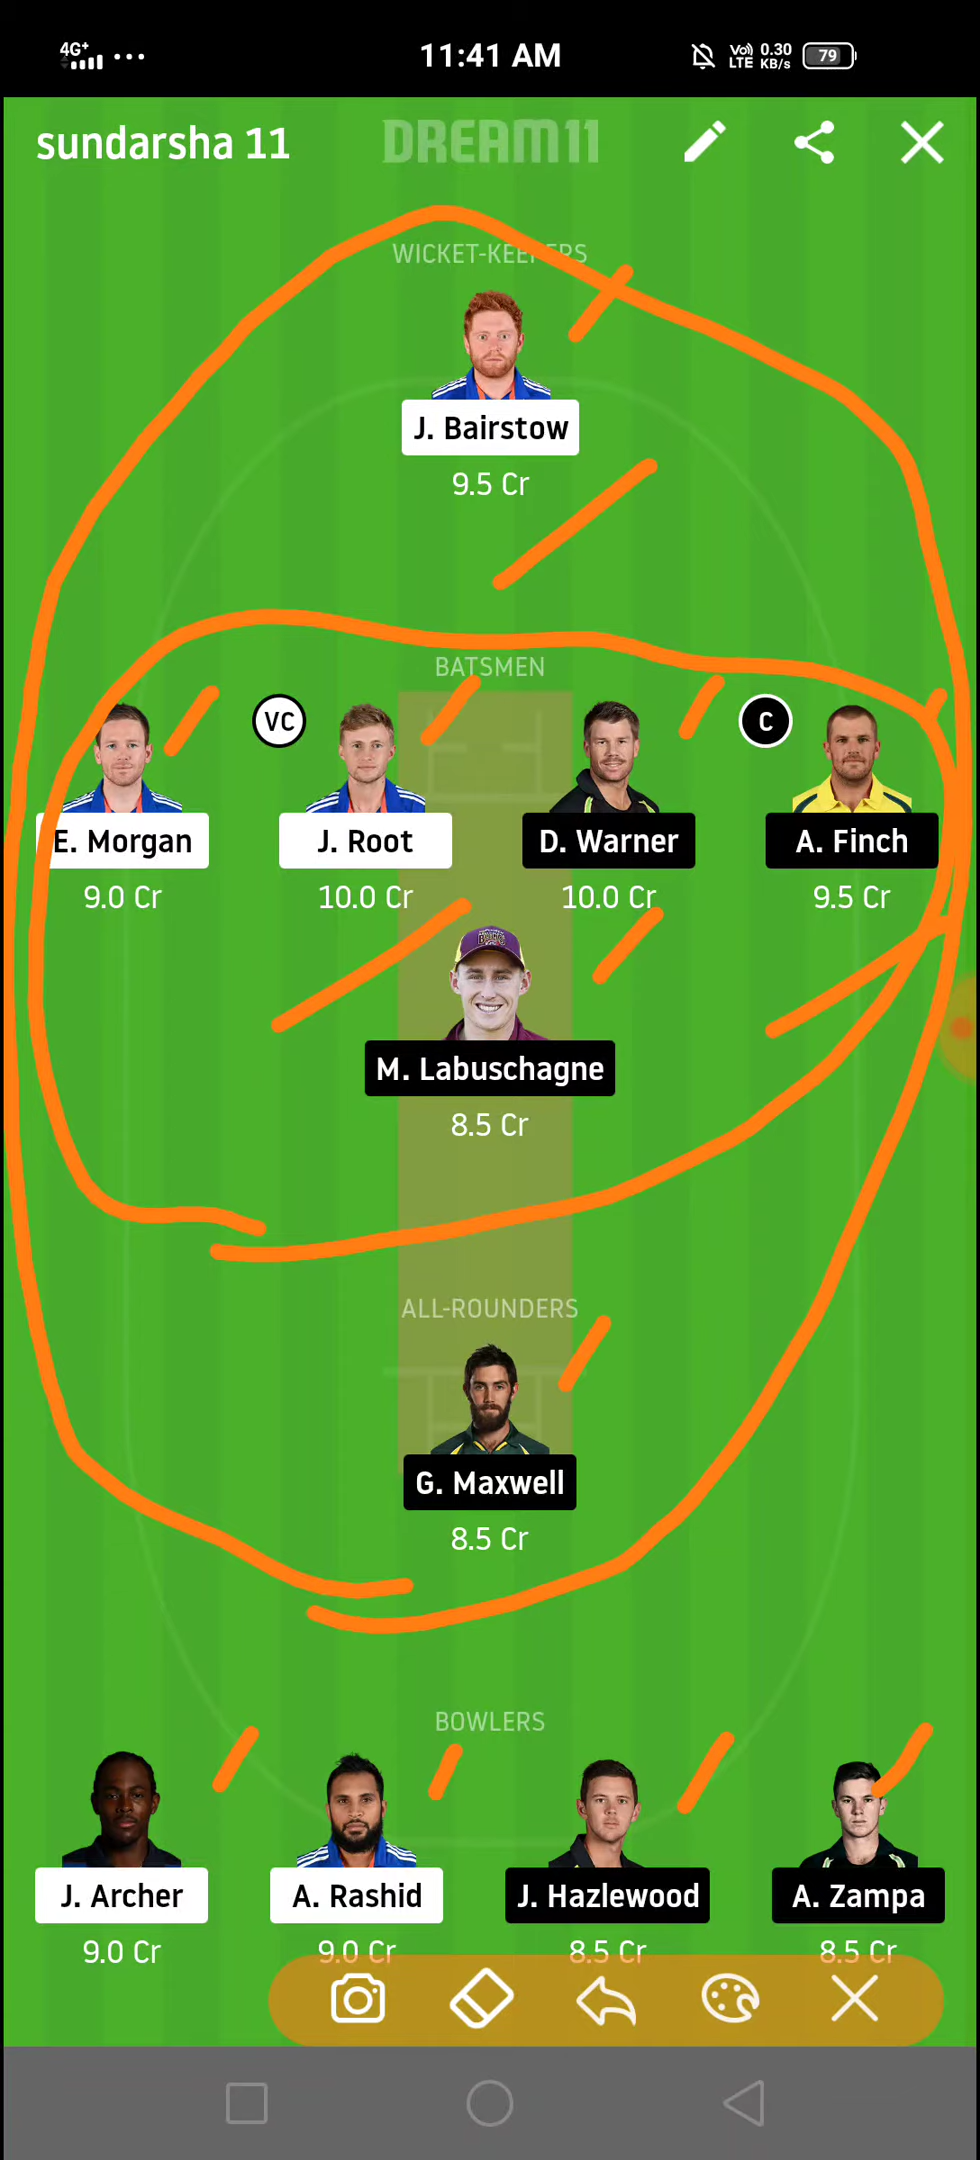 4G+ 11:41 AM Vo) LTE 0.30 KB/s 79
sundarsha 11 DREAM11
WICKET-KEEPERS
J. Bairstow
9.5 Cr
BATSMEN
VC C
E. Morgan J. Root D. Warner A. Finch
9.0 Cr 10.0 Cr 10.0 Cr 9.5 Cr
M. Labuschagne
8.5 Cr
ALL-ROUNDERS
G. Maxwell
8.5 Cr
BOWLERS
J. Archer A. Rashid J. Hazlewood A. Zampa
9.0 Cr 9.0 Cr 8.5 Cr 8.5 Cr